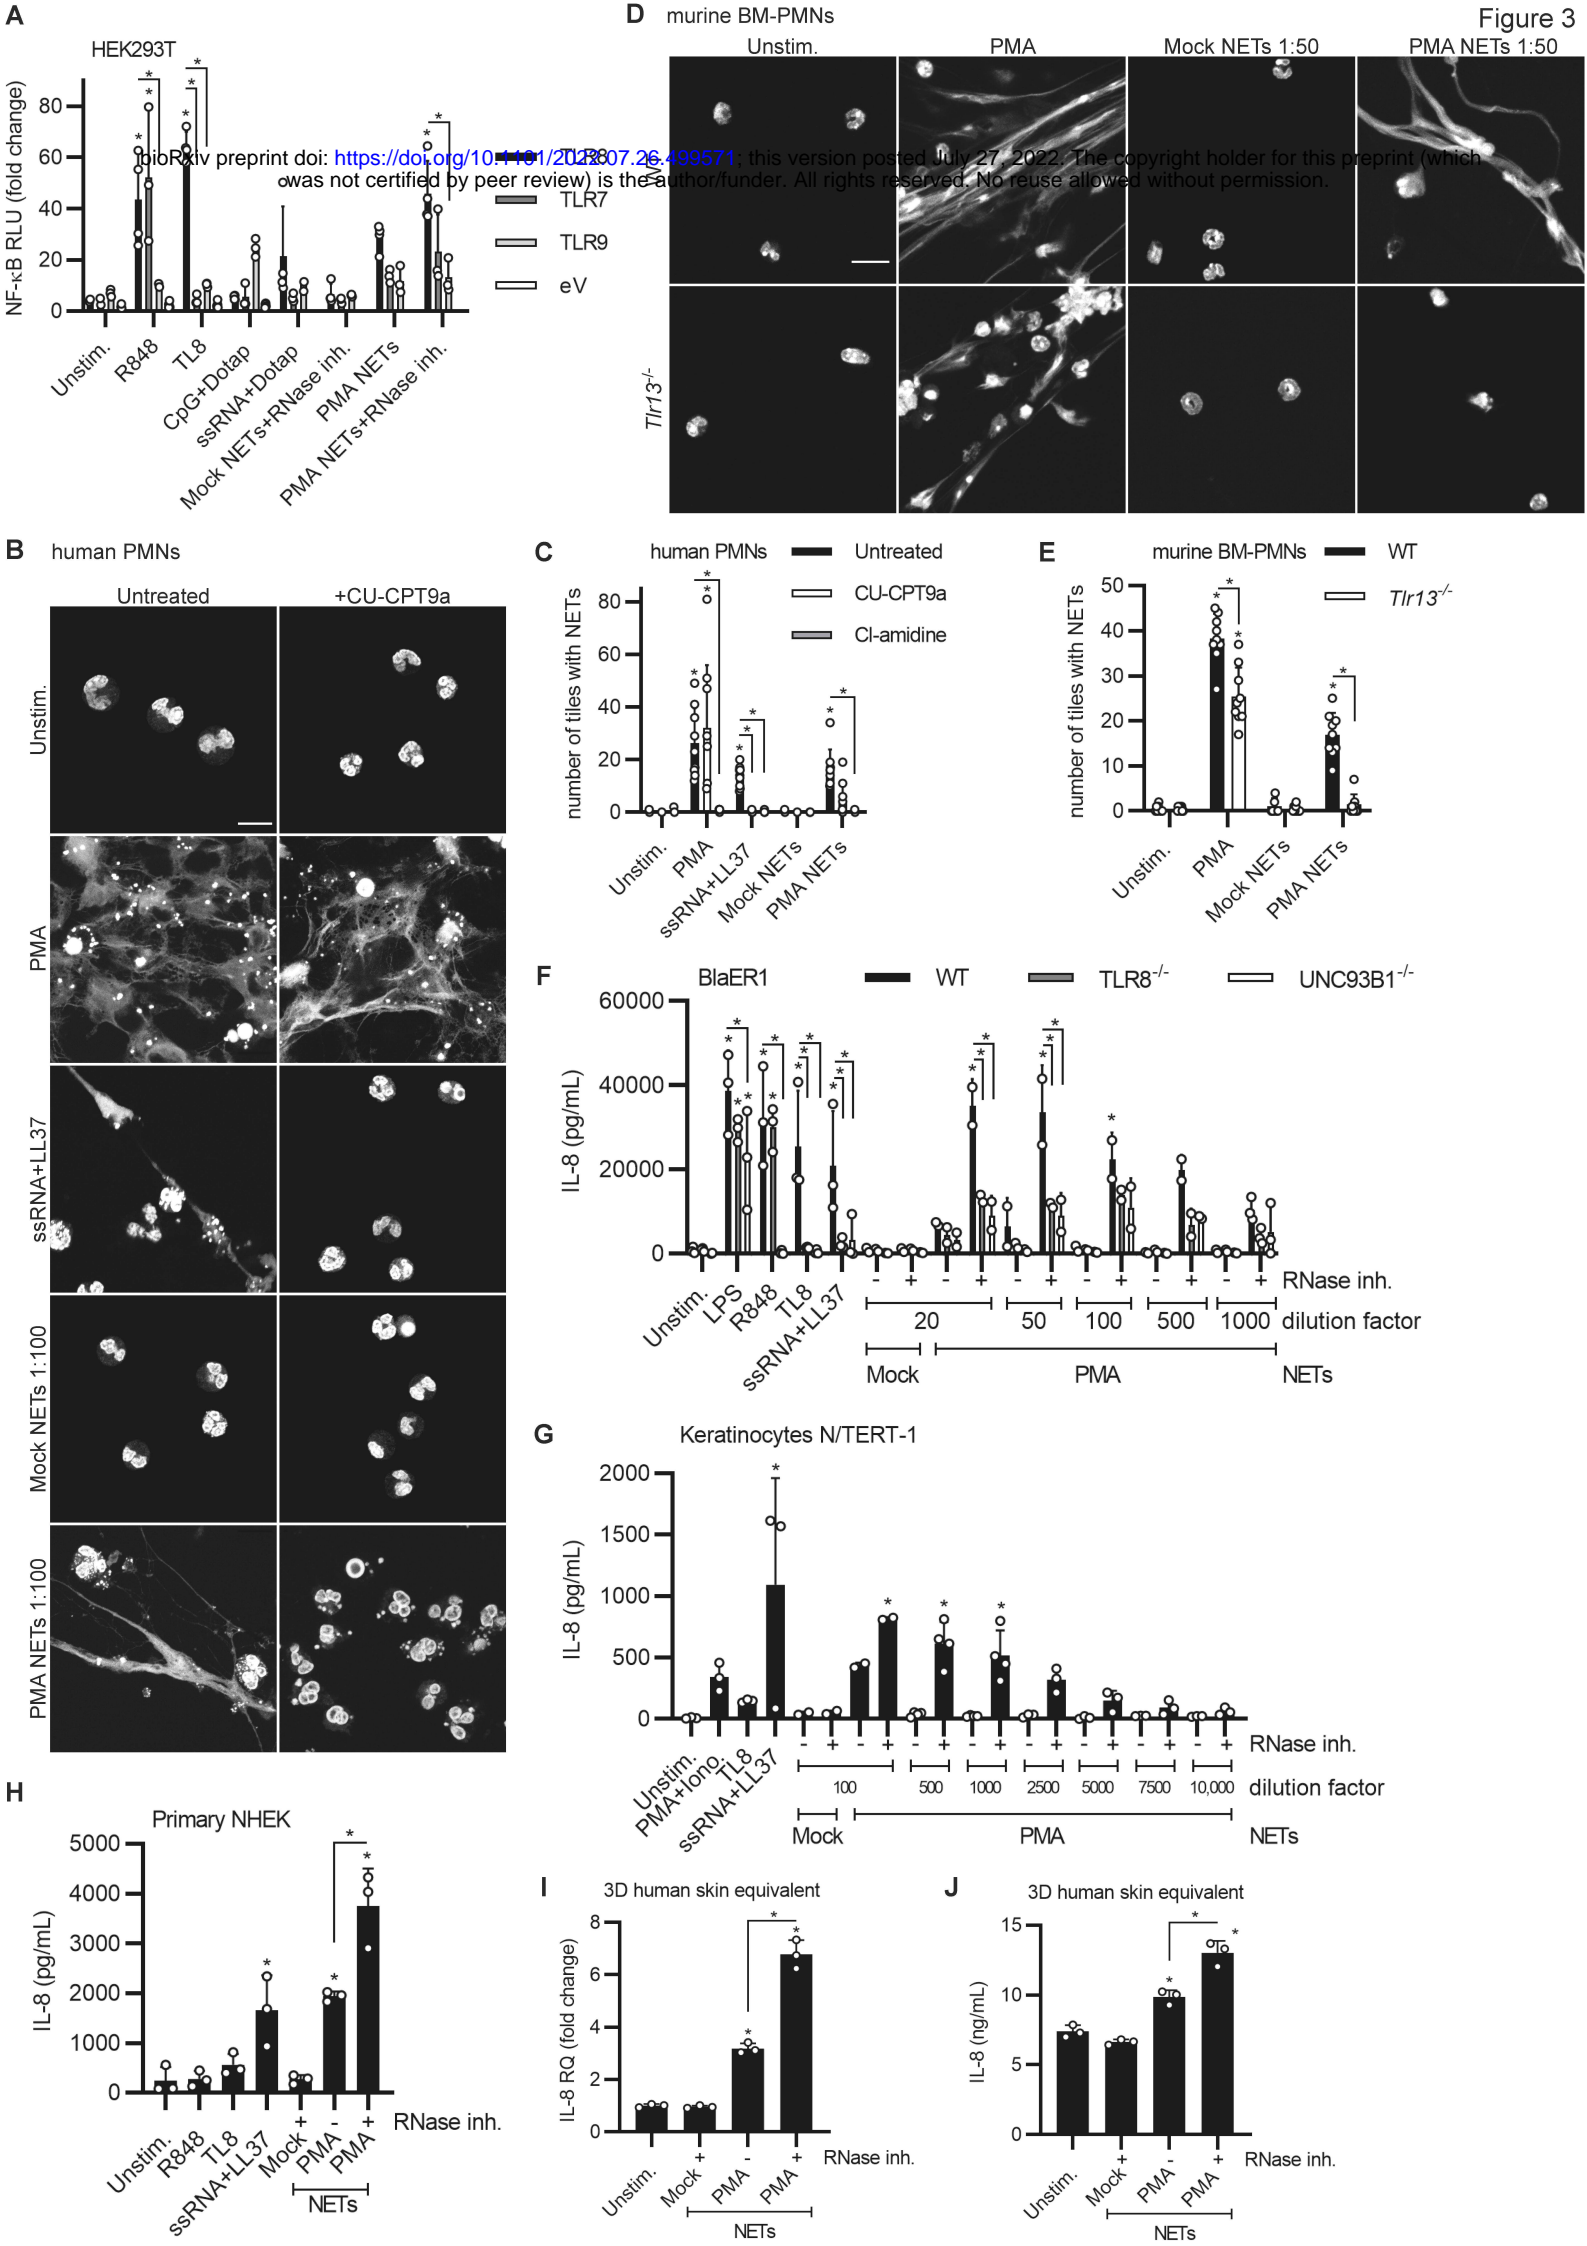 Figure 3
A
HEK293T
NF-κB RLU (fold change)
80
60
40
20
0
* * * * * * * *
TLR8
TLR7
TLR9
eV
Unstim.
R848
TL8
CpG+Dotap
ssRNA+Dotap
Mock NETs+RNase inh.
PMA NETs
PMA NETs+RNase inh.
bioRxiv preprint doi: https://doi.org/10.1101/2022.07.26.499571; this version posted July 27, 2022. The copyright holder for this preprint (which
was not certified by peer review) is the author/funder. All rights reserved. No reuse allowed without permission.
D murine BM-PMNs
Unstim. PMA Mock NETs 1:50 PMA NETs 1:50
WT
Tlr13-/-
B human PMNs
Untreated +CU-CPT9a
Unstim.
PMA
ssRNA+LL37
Mock NETs 1:100
PMA NETs 1:100
C human PMNs
Untreated
CU-CPT9a
Cl-amidine
number of tiles with NETs
80
60
40
20
0
Unstim.
PMA
ssRNA+LL37
Mock NETs
PMA NETs
E murine BM-PMNs
WT
Tlr13-/-
number of tiles with NETs
50
40
30
20
10
0
Unstim.
PMA
Mock NETs
PMA NETs
F BlaER1
WT TLR8-/- UNC93B1-/-
IL-8 (pg/mL)
60000
40000
20000
0
Unstim.
LPS
R848
TL8
ssRNA+LL37
- + - + - + - + - + - + RNase inh.
20 50 100 500 1000 dilution factor
Mock PMA NETs
G Keratinocytes N/TERT-1
IL-8 (pg/mL)
2000
1500
1000
500
0
Unstim.
PMA+Iono.
TL8
ssRNA+LL37
- + - + - + - + - + - + - + - + RNase inh.
100 500 1000 2500 5000 7500 10,000 dilution factor
Mock PMA NETs
H
Primary NHEK
IL-8 (pg/mL)
5000
4000
3000
2000
1000
0
Unstim.
R848
TL8
ssRNA+LL37
Mock
PMA
PMA
+ - + RNase inh.
NETs
I
3D human skin equivalent
IL-8 RQ (fold change)
8
6
4
2
0
Unstim.
Mock
PMA
PMA
+ - + RNase inh.
NETs
J
3D human skin equivalent
IL-8 (ng/mL)
15
10
5
0
Unstim.
Mock
PMA
PMA
+ - + RNase inh.
NETs